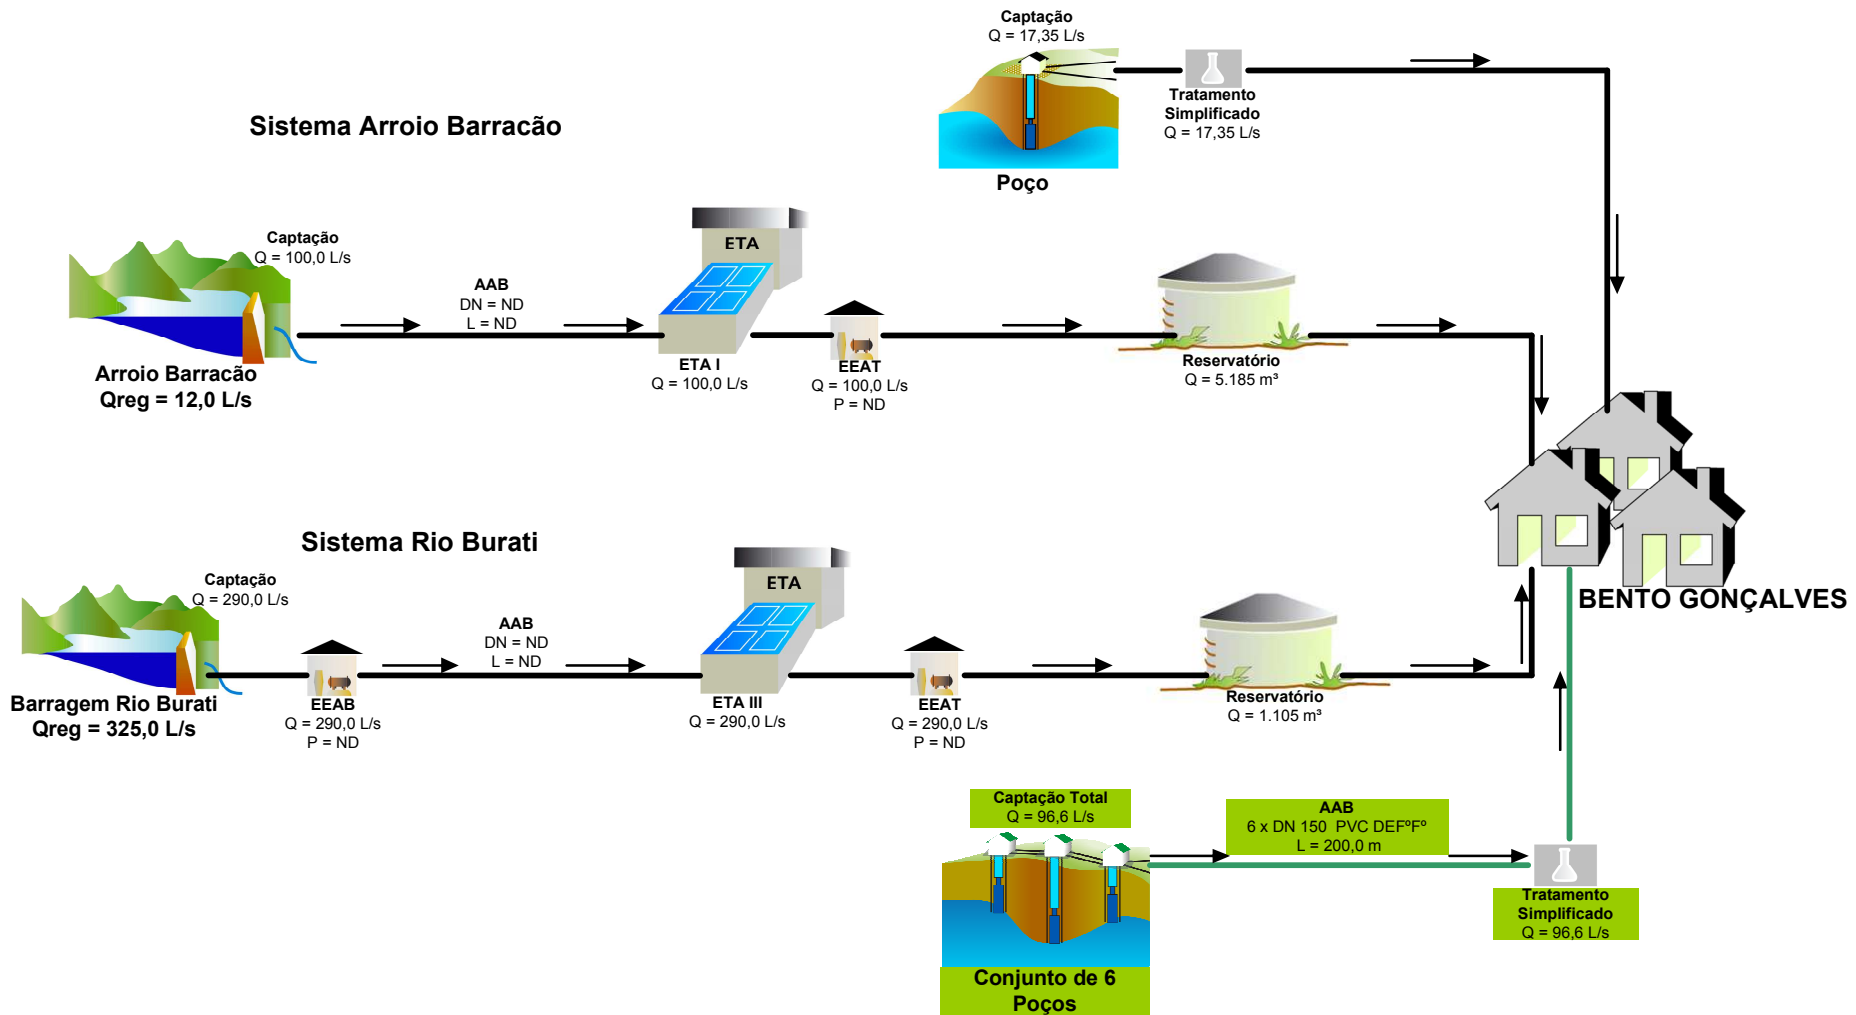 Captação
Q = 17,35 L/s
Tratamento
Simplificado
Q = 17,35 L/s
Poço
Sistema Arroio Barracão
Captação
Q = 100,0 L/s
Arroio Barracão
Qreg = 12,0 L/s
AAB
DN = ND
L = ND
ETA
ETA I
Q = 100,0 L/s
EEAT
Q = 100,0 L/s
P = ND
Reservatório
Q = 5.185 m³
BENTO GONÇALVES
Sistema Rio Burati
Captação
Q = 290,0 L/s
Barragem Rio Burati
Qreg = 325,0 L/s
EEAB
Q = 290,0 L/s
P = ND
AAB
DN = ND
L = ND
ETA
ETA III
Q = 290,0 L/s
EEAT
Q = 290,0 L/s
P = ND
Reservatório
Q = 1.105 m³
Captação Total
Q = 96,6 L/s
Conjunto de 6
Poços
AAB
6 x DN 150 PVC DEFºFº
L = 200,0 m
Tratamento
Simplificado
Q = 96,6 L/s